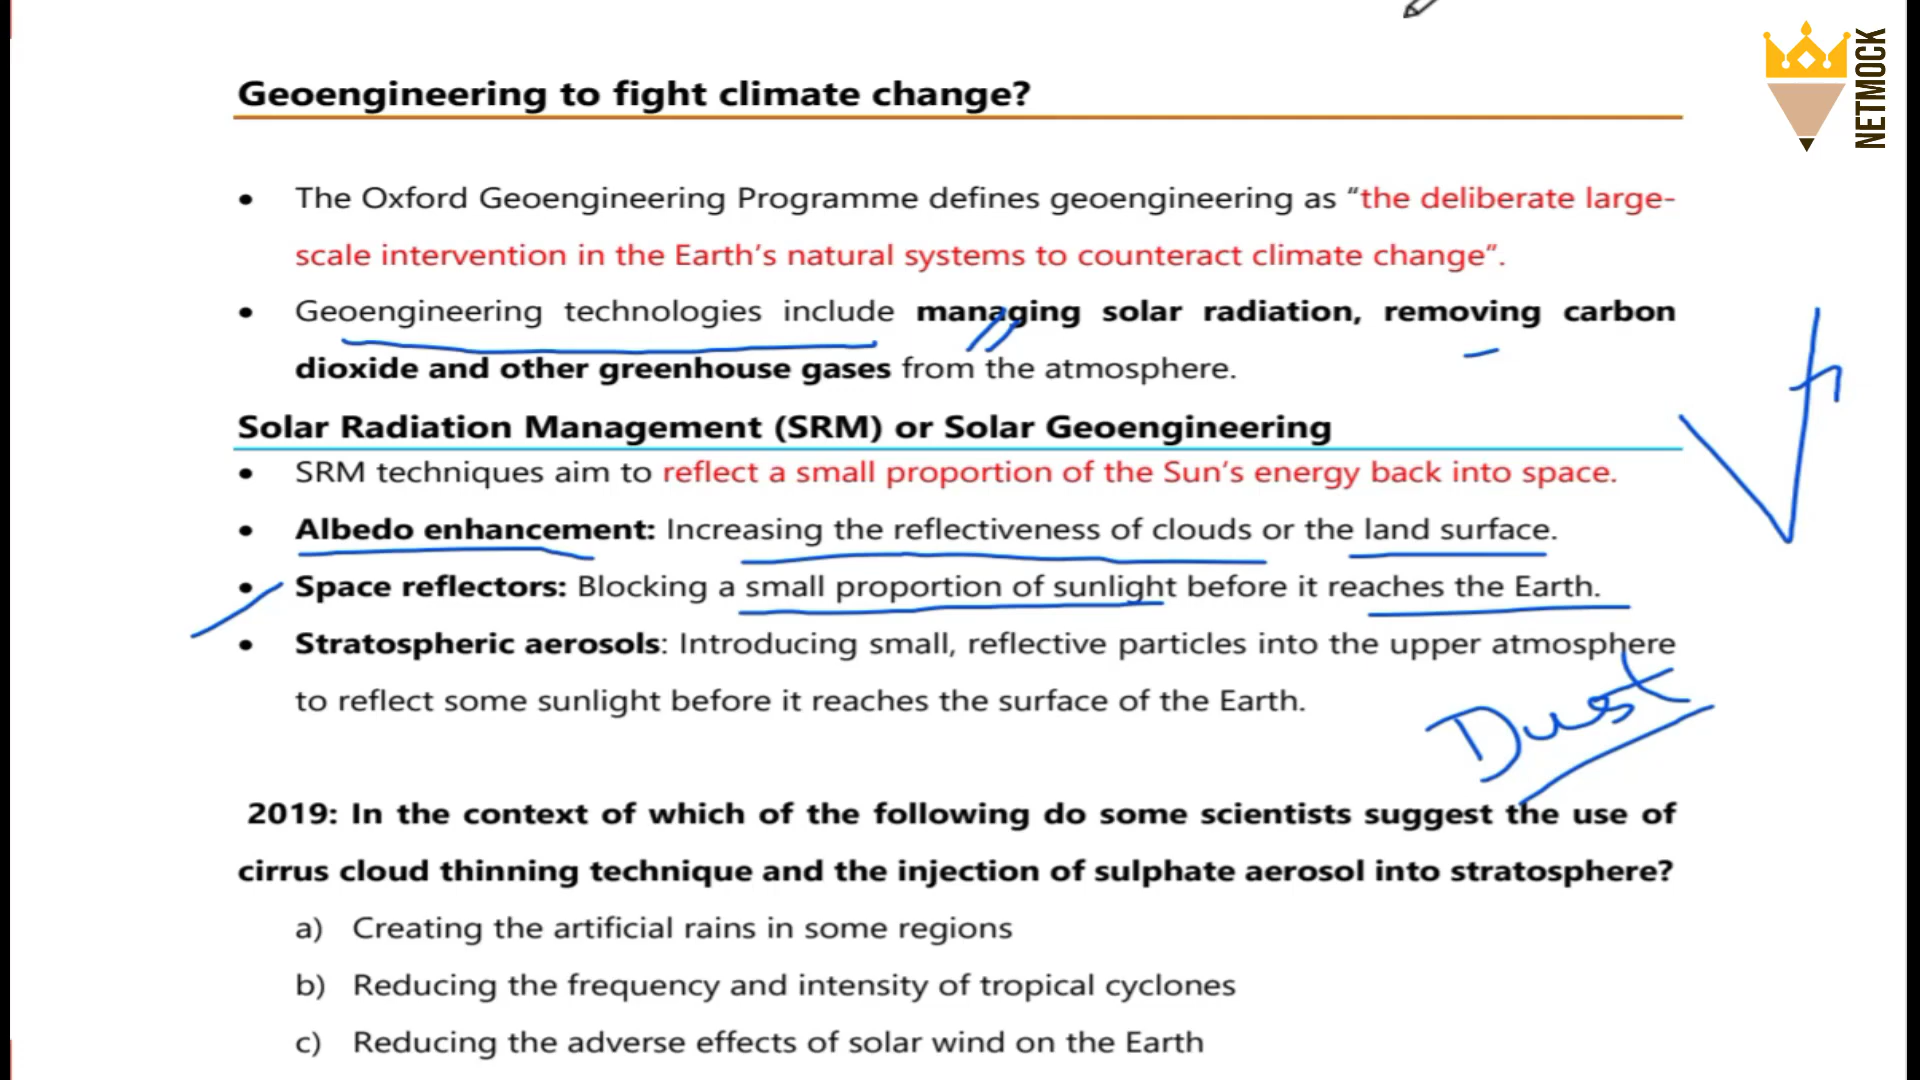 NETMOCK
Geoengineering to fight climate change?
• The Oxford Geoengineering Programme defines geoengineering as “the deliberate large-
scale intervention in the Earth’s natural systems to counteract climate change”.
• Geoengineering technologies include managing solar radiation, removing carbon
dioxide and other greenhouse gases from the atmosphere.
Solar Radiation Management (SRM) or Solar Geoengineering
• SRM techniques aim to reflect a small proportion of the Sun’s energy back into space.
• Albedo enhancement: Increasing the reflectiveness of clouds or the land surface.
• Space reflectors: Blocking a small proportion of sunlight before it reaches the Earth.
• Stratospheric aerosols: Introducing small, reflective particles into the upper atmosphere
to reflect some sunlight before it reaches the surface of the Earth.
Dust
2019: In the context of which of the following do some scientists suggest the use of
cirrus cloud thinning technique and the injection of sulphate aerosol into stratosphere?
a) Creating the artificial rains in some regions
b) Reducing the frequency and intensity of tropical cyclones
c) Reducing the adverse effects of solar wind on the Earth